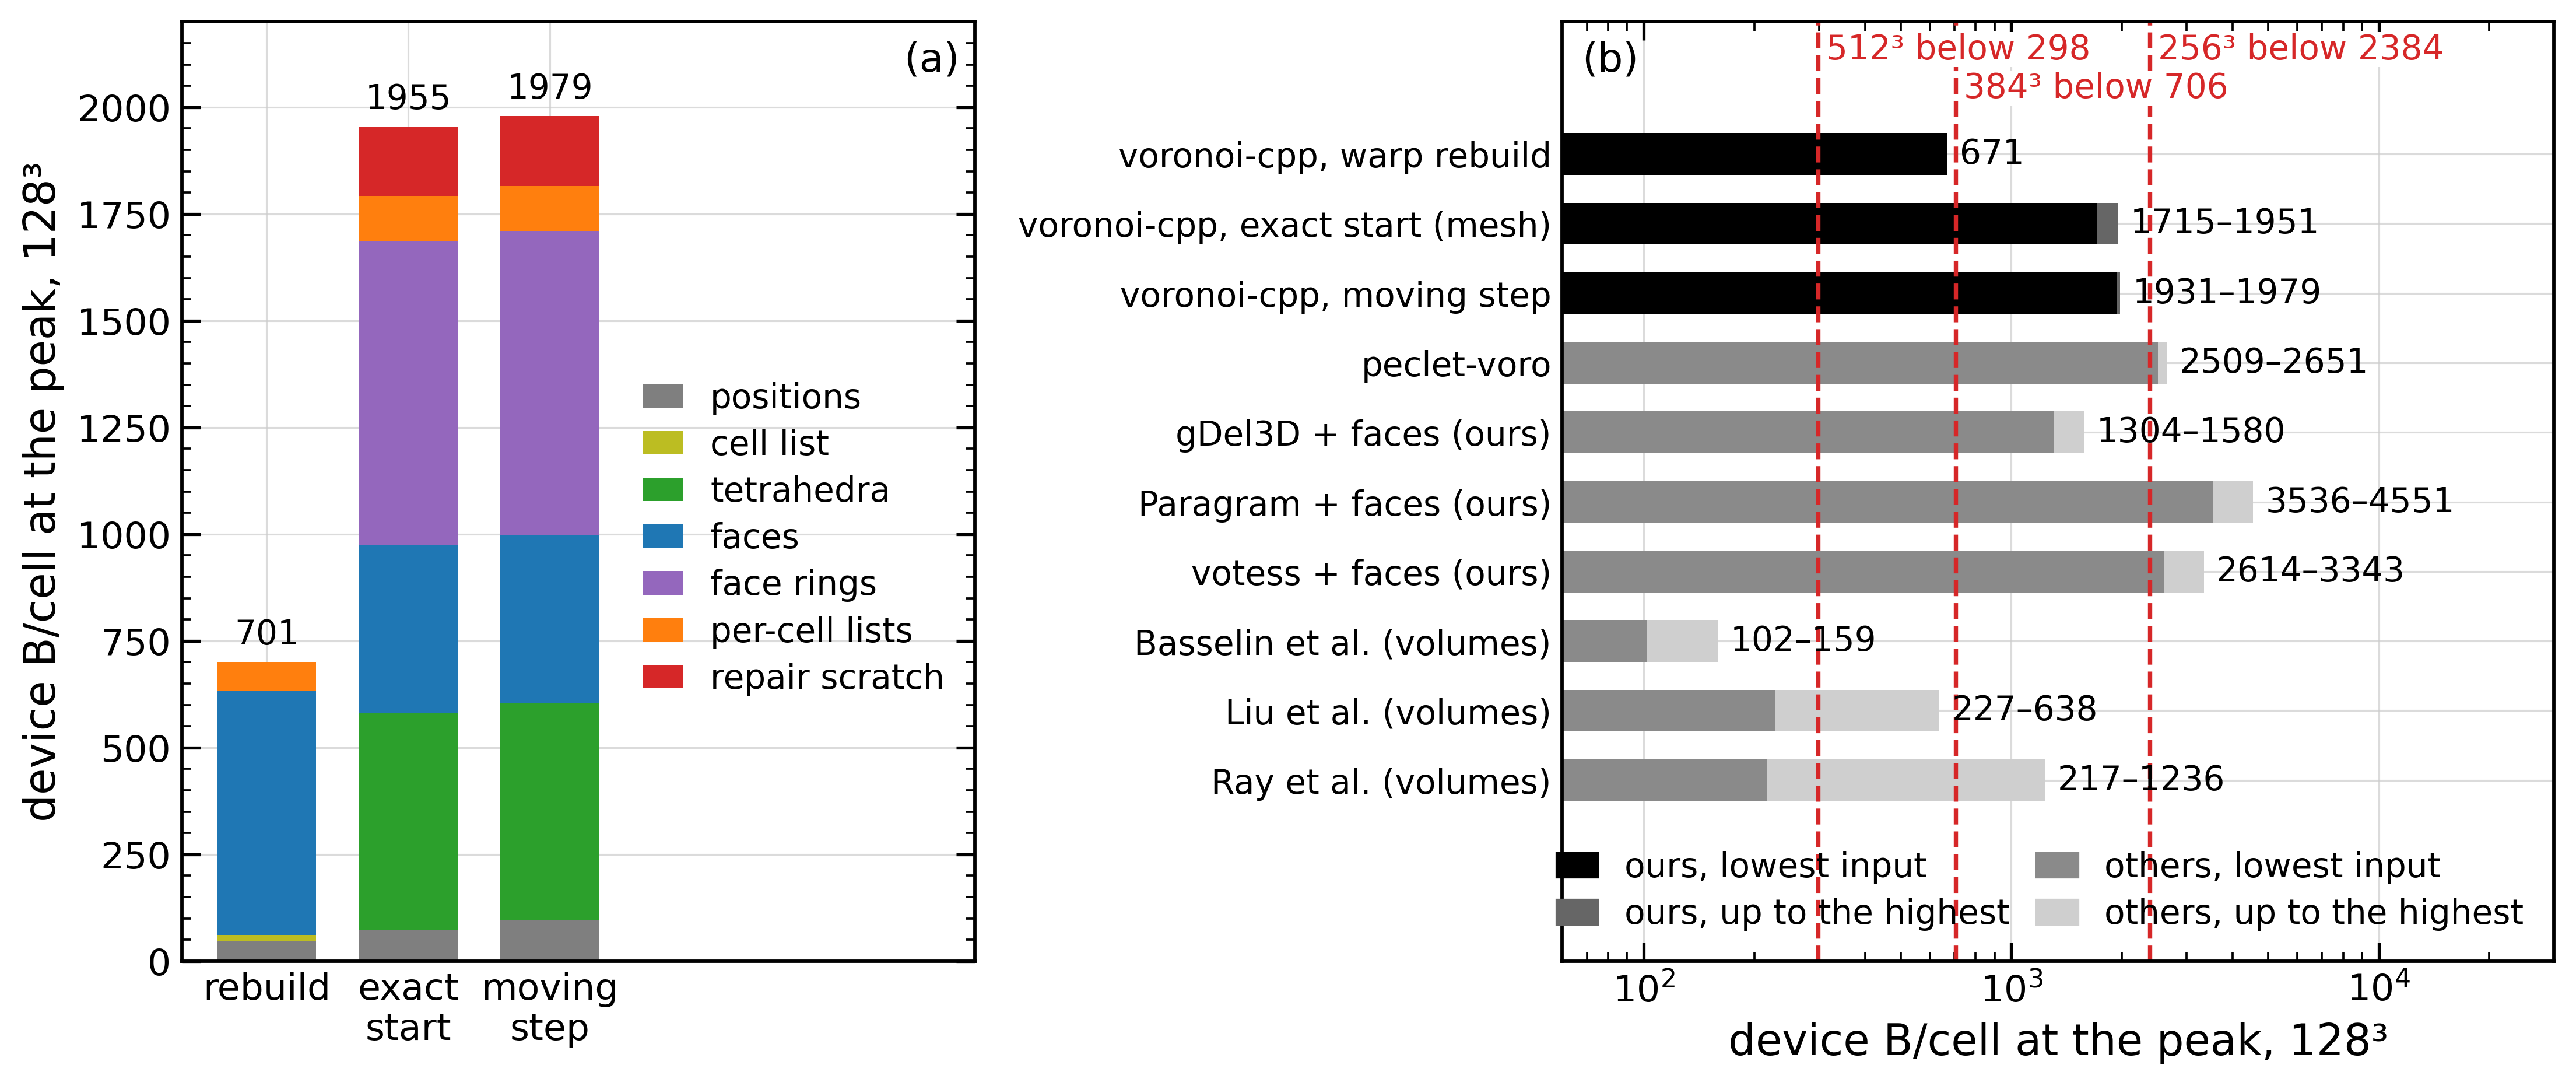 (a)
device B/cell at the peak, 128³
2000
1750
1500
1250
1000
750
500
250
0
701
1955
1979
rebuild
exact
start
moving
step
positions
cell list
tetrahedra
faces
face rings
per-cell lists
repair scratch
(b)
512³ below 298
256³ below 2384
384³ below 706
voronoi-cpp, warp rebuild
671
voronoi-cpp, exact start (mesh)
1715–1951
voronoi-cpp, moving step
1931–1979
peclet-voro
2509–2651
gDel3D + faces (ours)
1304–1580
Paragram + faces (ours)
3536–4551
votess + faces (ours)
2614–3343
Basselin et al. (volumes)
102–159
Liu et al. (volumes)
227–638
Ray et al. (volumes)
217–1236
ours, lowest input
others, lowest input
ours, up to the highest
others, up to the highest
10² 10³ 10⁴
device B/cell at the peak, 128³